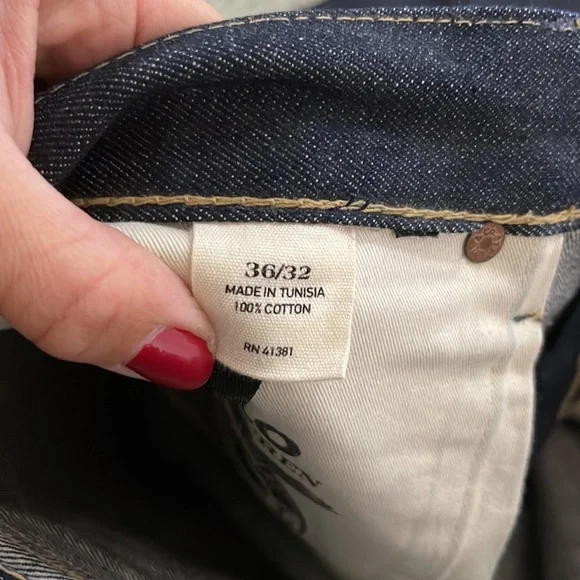 36/32
MADE IN TUNISIA
100% COTTON
RN 41381